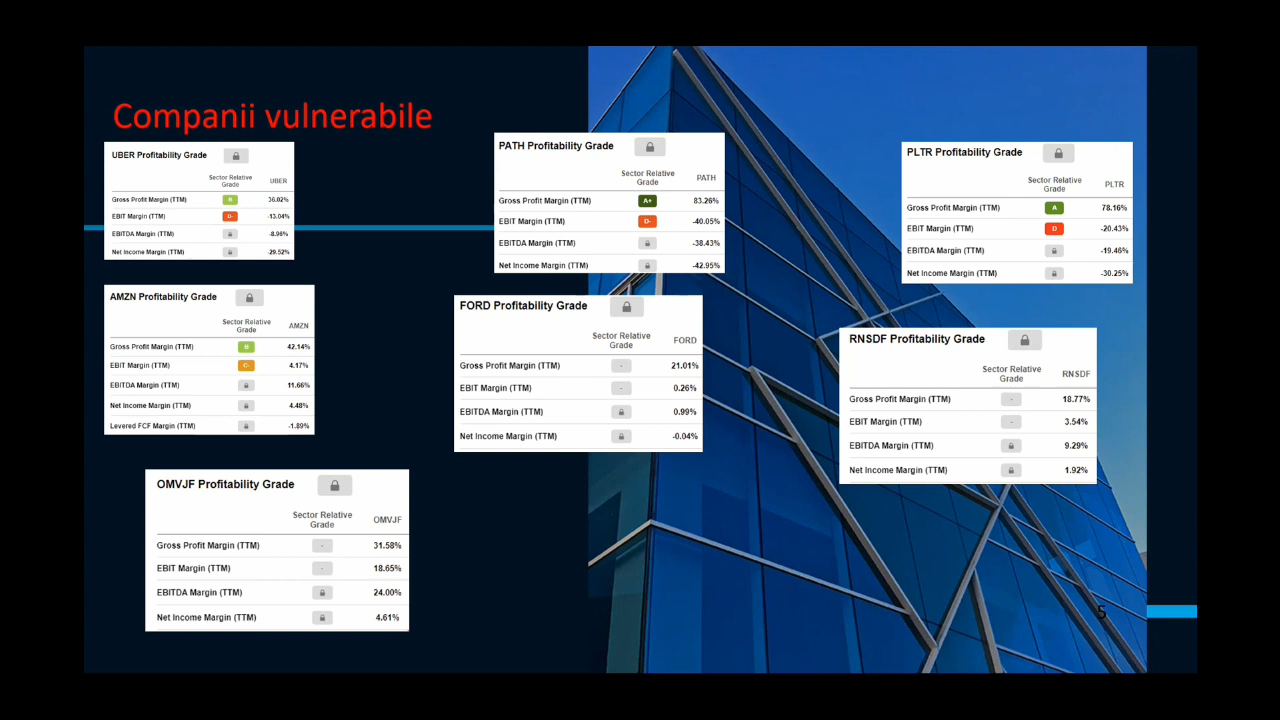 Companii vulnerabile
UBER Profitability Grade
Sector Relative Grade UBER
Gross Profit Margin (TTM) B 36.02%
EBIT Margin (TTM) D- -13.04%
EBITDA Margin (TTM) -8.96%
Net Income Margin (TTM) -29.52%
PATH Profitability Grade
Sector Relative Grade PATH
Gross Profit Margin (TTM) A+ 83.26%
EBIT Margin (TTM) D- -40.05%
EBITDA Margin (TTM) -38.43%
Net Income Margin (TTM) -42.95%
PLTR Profitability Grade
Sector Relative Grade PLTR
Gross Profit Margin (TTM) A 78.16%
EBIT Margin (TTM) D -20.43%
EBITDA Margin (TTM) -19.46%
Net Income Margin (TTM) -30.25%
AMZN Profitability Grade
Sector Relative Grade AMZN
Gross Profit Margin (TTM) B 42.14%
EBIT Margin (TTM) C- 4.17%
EBITDA Margin (TTM) 11.66%
Net Income Margin (TTM) 4.48%
Levered FCF Margin (TTM) -1.89%
FORD Profitability Grade
Sector Relative Grade FORD
Gross Profit Margin (TTM) - 21.01%
EBIT Margin (TTM) - 0.26%
EBITDA Margin (TTM) 0.99%
Net Income Margin (TTM) -0.04%
RNSDF Profitability Grade
Sector Relative Grade RNSDF
Gross Profit Margin (TTM) - 18.77%
EBIT Margin (TTM) - 3.54%
EBITDA Margin (TTM) 9.29%
Net Income Margin (TTM) 1.92%
OMVJF Profitability Grade
Sector Relative Grade OMVJF
Gross Profit Margin (TTM) - 31.58%
EBIT Margin (TTM) - 18.65%
EBITDA Margin (TTM) 24.00%
Net Income Margin (TTM) 4.61%
5